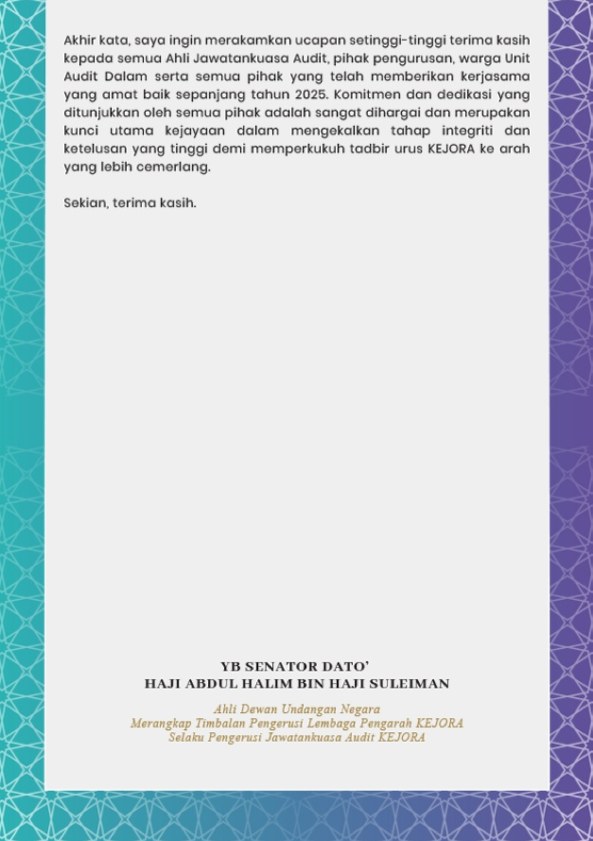 Akhir kata, saya ingin merakamkan ucapan setinggi-tinggi terima kasih
kepada semua Ahli Jawatankuasa Audit, pihak pengurusan, warga Unit
Audit Dalam serta semua pihak yang telah memberikan kerjasama
yang amat baik sepanjang tahun 2025. Komitmen dan dedikasi yang
ditunjukkan oleh semua pihak adalah sangat dihargai dan merupakan
kunci utama kejayaan dalam mengekalkan tahap integriti dan
ketelusan yang tinggi demi memperkukuh tadbir urus KEJORA ke arah
yang lebih cemerlang.
Sekian, terima kasih.
YB SENATOR DATO’
HAJI ABDUL HALIM BIN HAJI SULEIMAN
Ahli Dewan Undangan Negara
Merangkap Timbalan Pengerusi Lembaga Pengarah KEJORA
Selaku Pengerusi Jawatankuasa Audit KEJORA